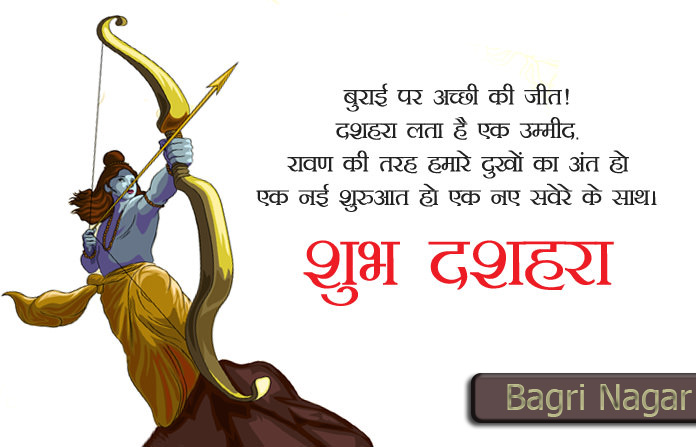 बुराई पर अच्छी की जीत!
दशहरा लता है एक उम्मीद.
रावण की तरह हमारे दुखों का अंत हो
एक नई शुरुआत हो एक नए सवेरे के साथ।
शुभ दशहरा
Bagri Nagar